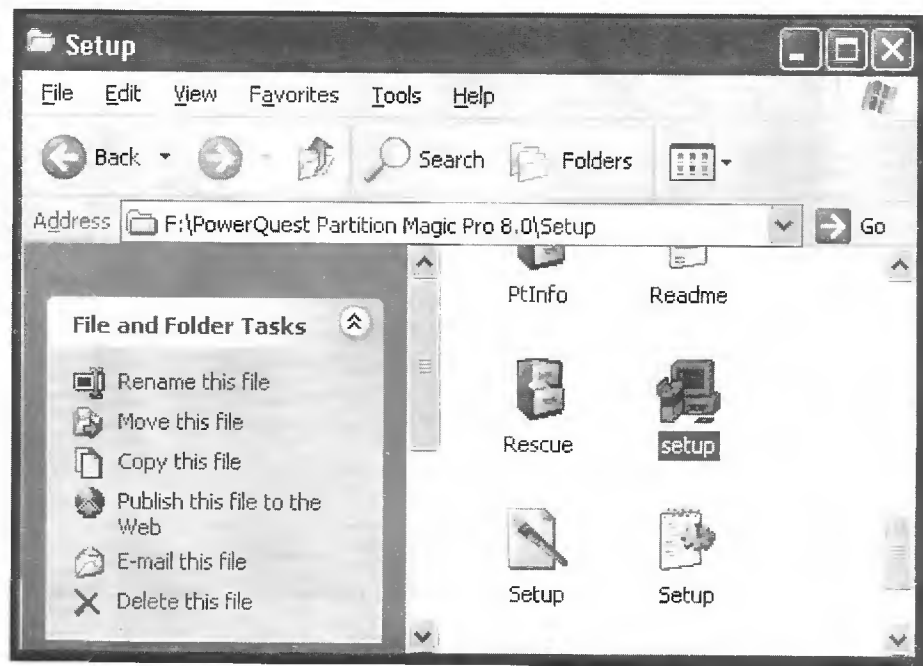 Setup
File Edit View Favorites Tools Help
Back Search Folders
Address F:\PowerQuest Partition Magic Pro 8.0\Setup Go
File and Folder Tasks
Rename this file
Move this file
Copy this file
Publish this file to the
Web
E-mail this file
Delete this file
PtInfo Readme
Rescue setup
Setup Setup